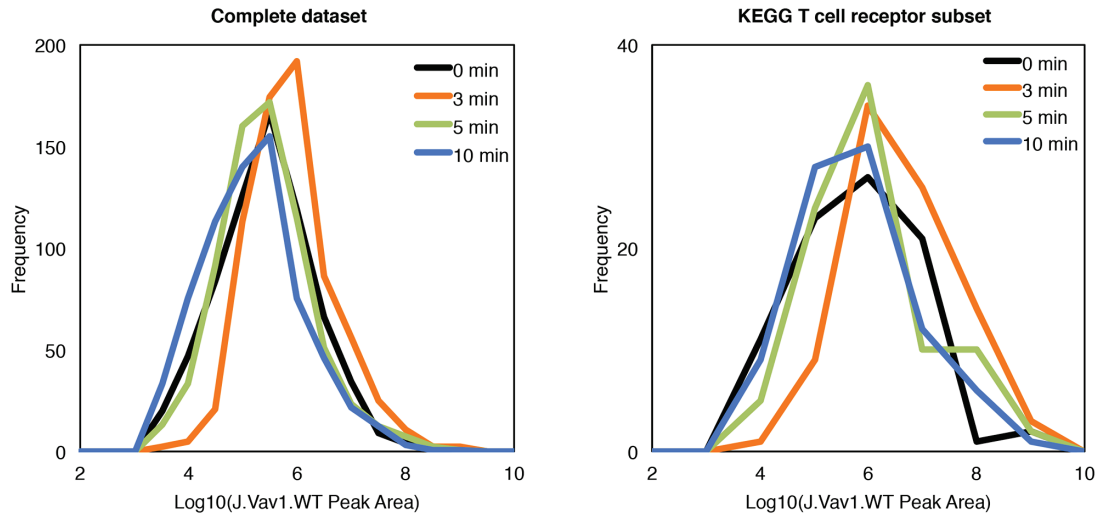 Complete dataset
200
150
100
50
0
Frequency
2
4
6
8
10
Log10(J.Vav1.WT Peak Area)
0 min
3 min
5 min
10 min
KEGG T cell receptor subset
40
20
0
Frequency
2
4
6
8
10
Log10(J.Vav1.WT Peak Area)
0 min
3 min
5 min
10 min